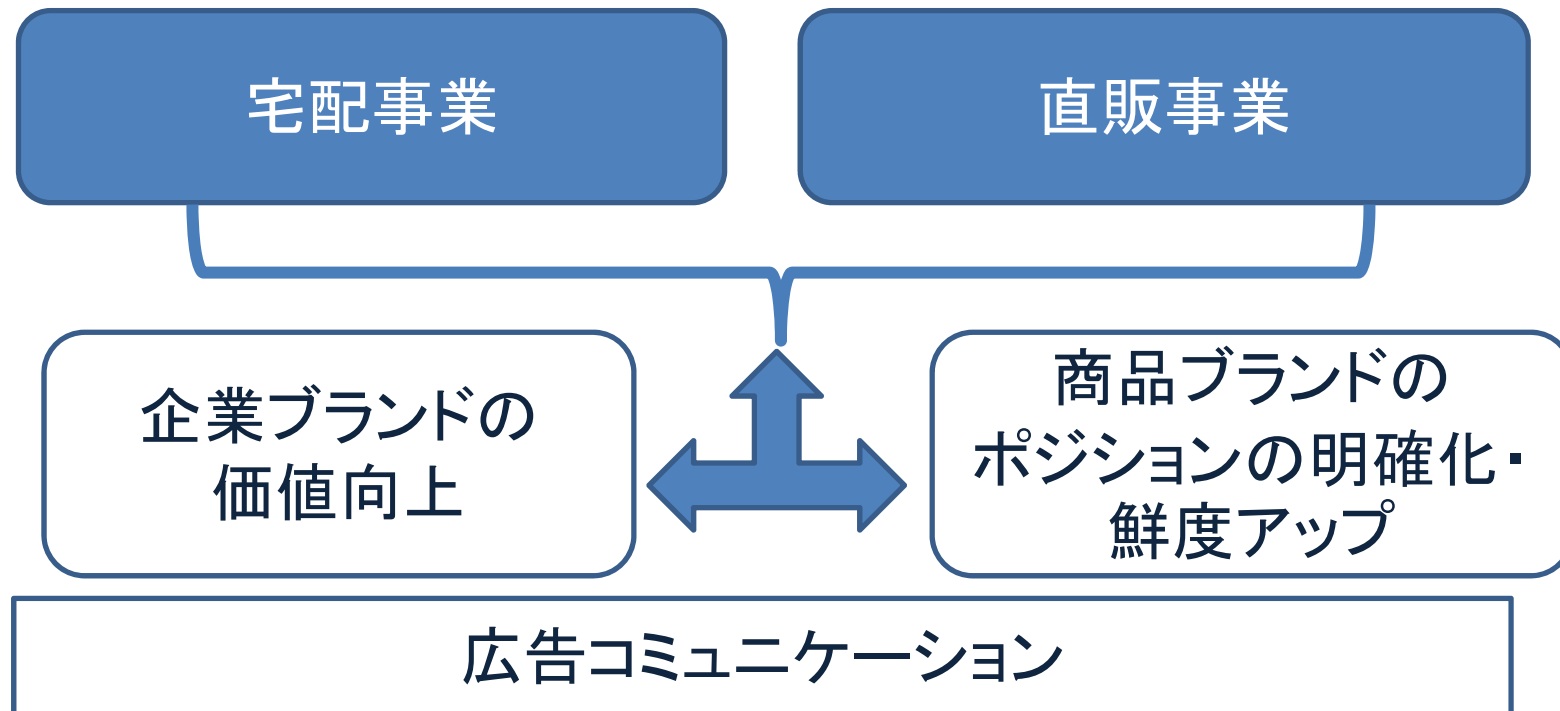 宅配事業
直販事業
企業ブランドの
価値向上
商品ブランドの
ポジションの明確化・
鮮度アップ
広告コミュニケーション